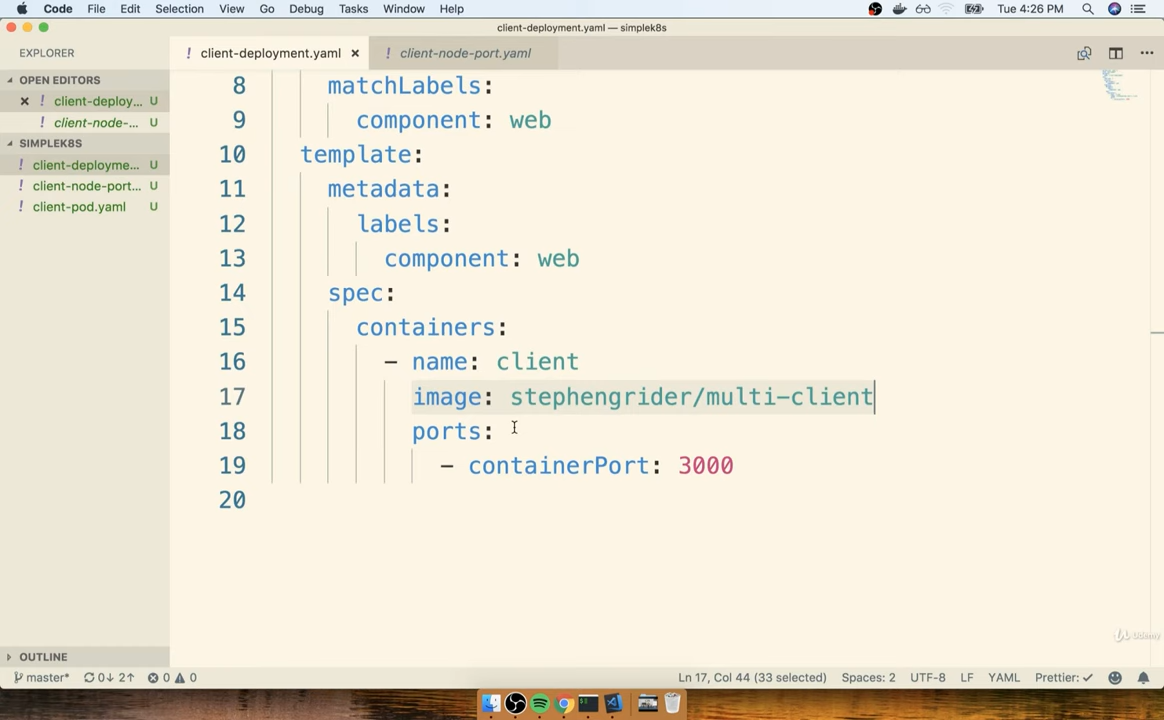 Code File Edit Selection View Go Debug Tasks Window Help Tue 4:26 PM
client-deployment.yaml — simplek8s
EXPLORER
! client-deployment.yaml ×
! client-node-port.yaml
OPEN EDITORS
× ! client-deploy... U
! client-node-... U
SIMPLEK8S
! client-deployme... U
! client-node-port... U
! client-pod.yaml U
8 matchLabels:
9 component: web
10 template:
11 metadata:
12 labels:
13 component: web
14 spec:
15 containers:
16 - name: client
17 image: stephengrider/multi-client
18 ports:
19 - containerPort: 3000
20
Udemy
OUTLINE
master* 0↓ 2↑ 0 0 Ln 17, Col 44 (33 selected) Spaces: 2 UTF-8 LF YAML Prettier: ✓